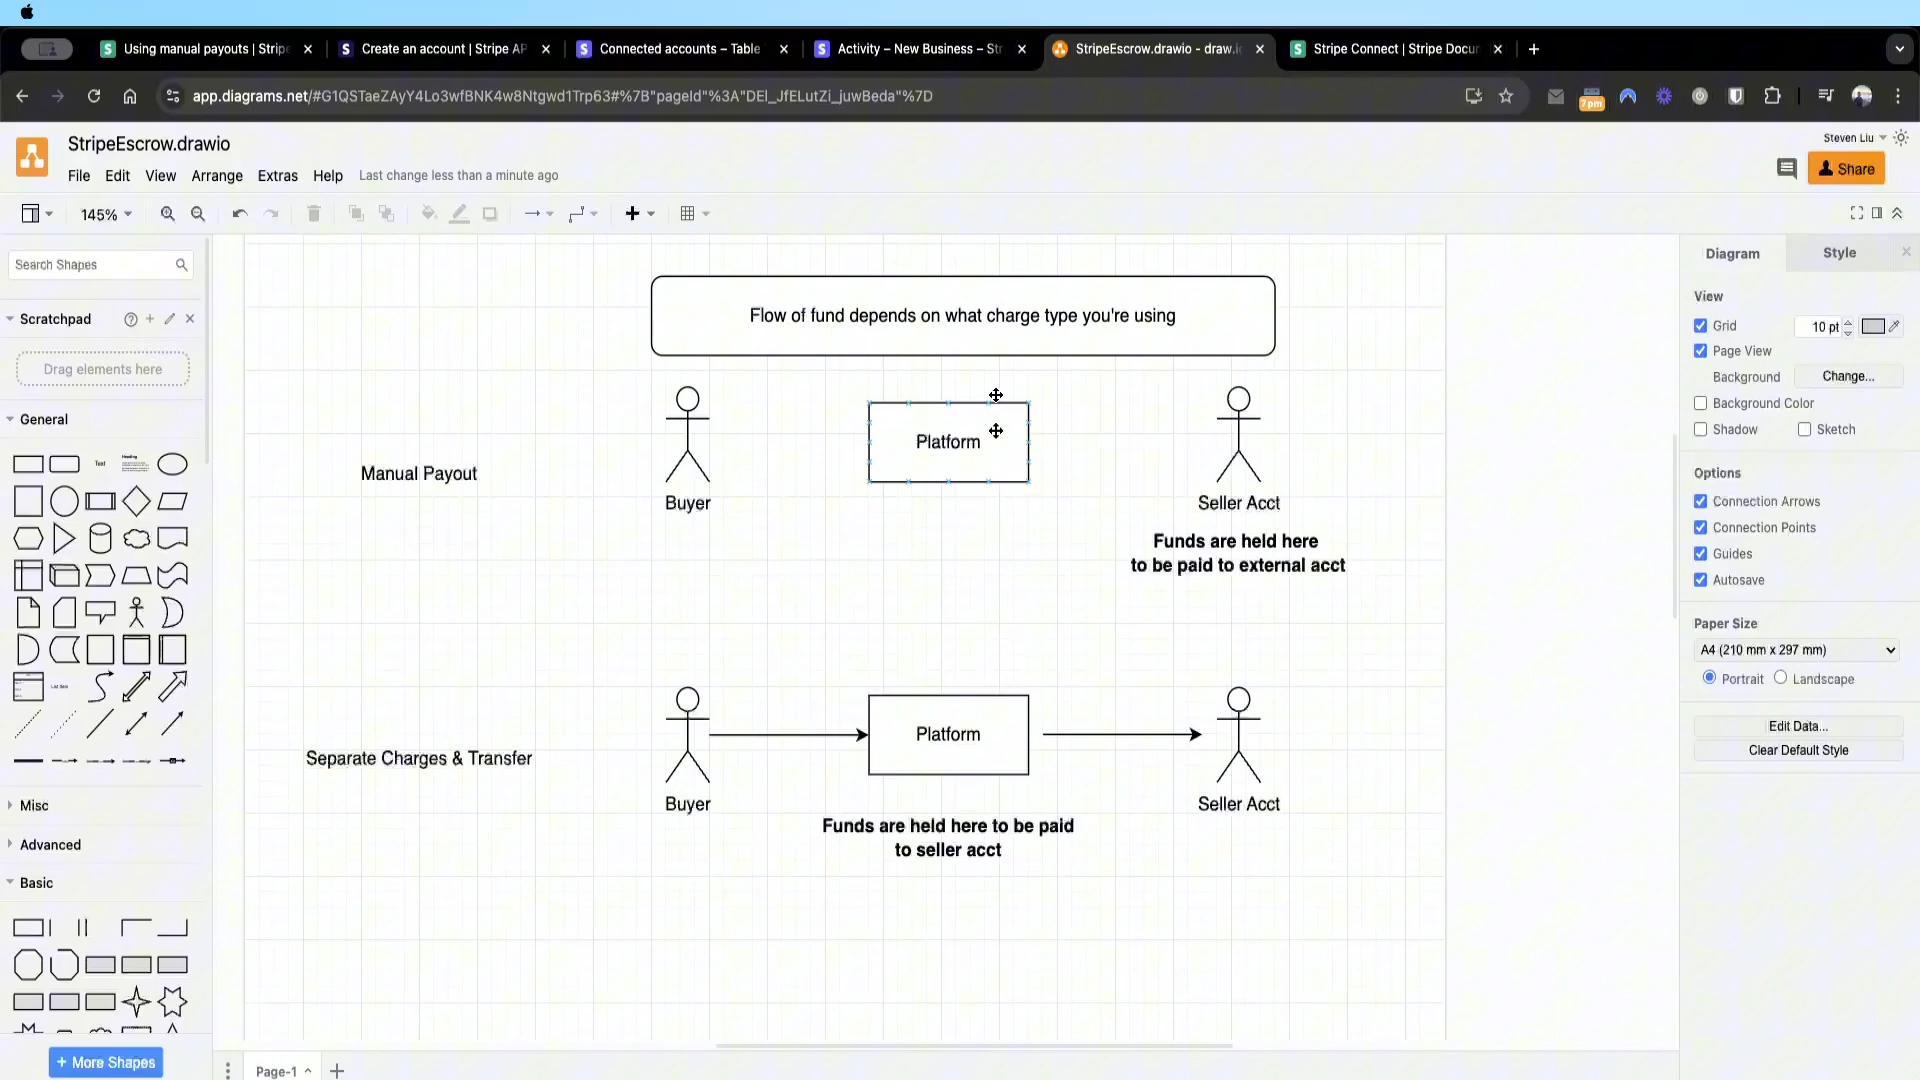 Using manual payouts | Stripe
Create an account | Stripe AP
Connected accounts – Table
Activity – New Business – Str
StripeEscrow.drawio - draw.io
Stripe Connect | Stripe Docum
app.diagrams.net/#G1QSTaeZAyY4Lo3wfBNK4w8Ntgwd1Trp63#%7B"pageId"%3A"DEl_JfELutZi_juwBeda"%7D
7pm
StripeEscrow.drawio
Steven Liu
File Edit View Arrange Extras Help Last change less than a minute ago
Share
145%
Search Shapes
Scratchpad
Drag elements here
General
Text
Heading
List Item
Misc
Advanced
Basic
+ More Shapes
Flow of fund depends on what charge type you're using
Manual Payout
Buyer
Platform
Seller Acct
Funds are held here
to be paid to external acct
Separate Charges & Transfer
Buyer
Platform
Seller Acct
Funds are held here to be paid
to seller acct
Page-1
Diagram
Style
View
Grid
10 pt
Page View
Background
Change...
Background Color
Shadow
Sketch
Options
Connection Arrows
Connection Points
Guides
Autosave
Paper Size
A4 (210 mm x 297 mm)
Portrait
Landscape
Edit Data...
Clear Default Style